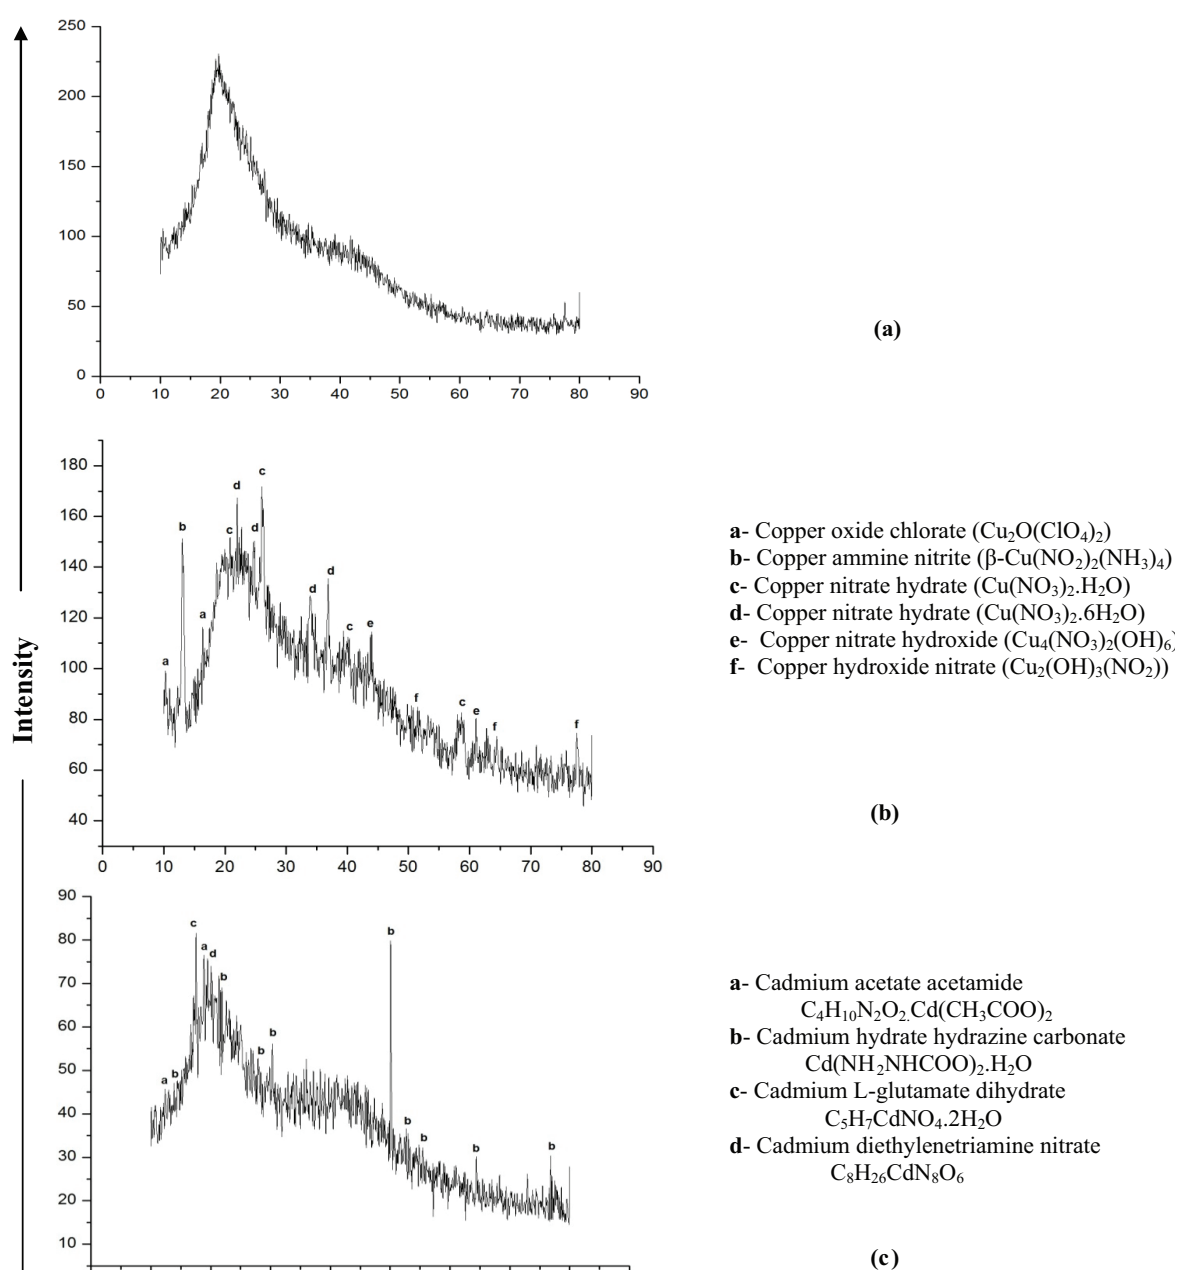 250
200
150
100
50
0
0 10 20 30 40 50 60 70 80 90
(a)
Intensity
180
160
140
120
100
80
60
40
0 10 20 30 40 50 60 70 80 90
a b a c d d c d d c e f c e f f
a- Copper oxide chlorate (Cu₂O(ClO₄)₂)
b- Copper ammine nitrite (β-Cu(NO₂)₂(NH₃)₄)
c- Copper nitrate hydrate (Cu(NO₃)₂.H₂O)
d- Copper nitrate hydrate (Cu(NO₃)₂.6H₂O)
e- Copper nitrate hydroxide (Cu₄(NO₃)₂(OH)₆)
f- Copper hydroxide nitrate (Cu₂(OH)₃(NO₂))
(b)
90
80
70
60
50
40
30
20
10
a b c a d b b b b b b b b
a- Cadmium acetate acetamide
C₄H₁₀N₂O₂.Cd(CH₃COO)₂
b- Cadmium hydrate hydrazine carbonate
Cd(NH₂NHCOO)₂.H₂O
c- Cadmium L-glutamate dihydrate
C₅H₇CdNO₄.2H₂O
d- Cadmium diethylenetriamine nitrate
C₈H₂₆CdN₈O₆
(c)